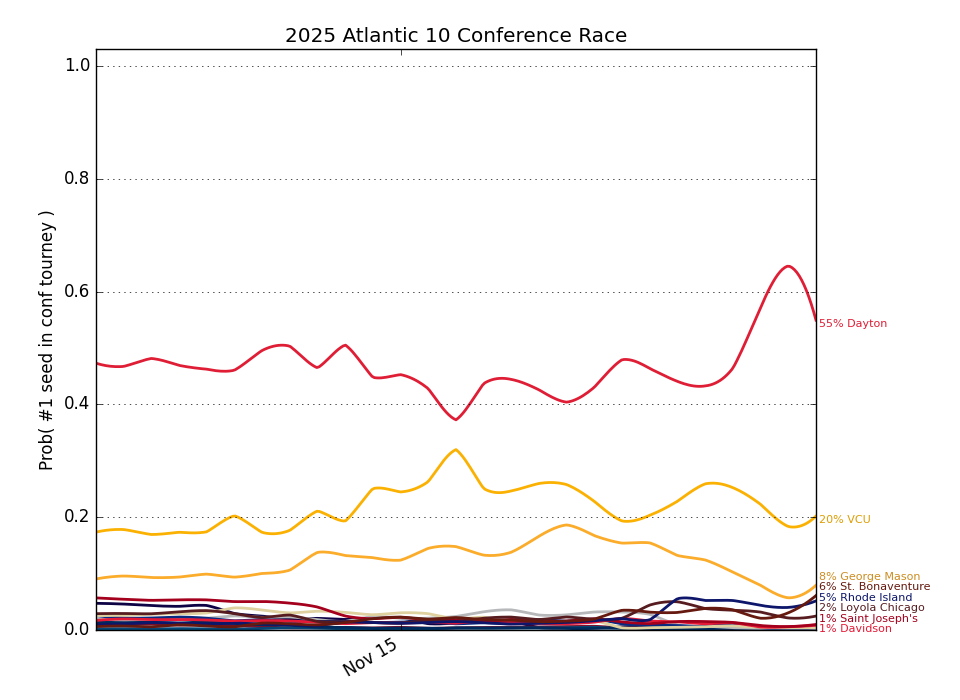 2025 Atlantic 10 Conference Race
Prob( #1 seed in conf tourney )
1.0
0.8
0.6
0.4
0.2
0.0
Nov 15
55% Dayton
20% VCU
8% George Mason
6% St. Bonaventure
5% Rhode Island
2% Loyola Chicago
1% Saint Joseph's
1% Davidson